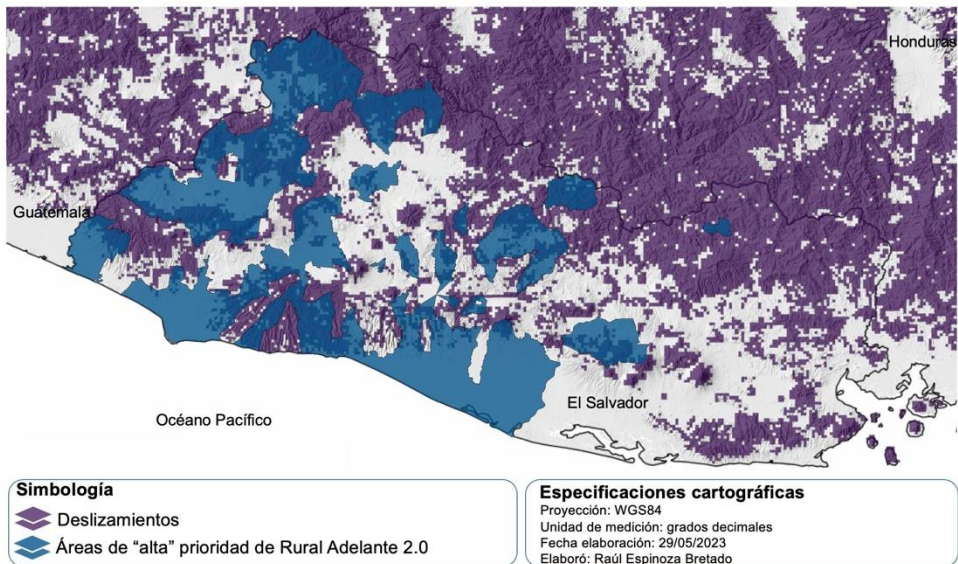 Honduras
Guatemala
El Salvador
Océano Pacífico
Simbología
Deslizamientos
Áreas de “alta” prioridad de Rural Adelante 2.0
Especificaciones cartográficas
Proyección: WGS84
Unidad de medición: grados decimales
Fecha elaboración: 29/05/2023
Elaboró: Raúl Espinoza Bretado